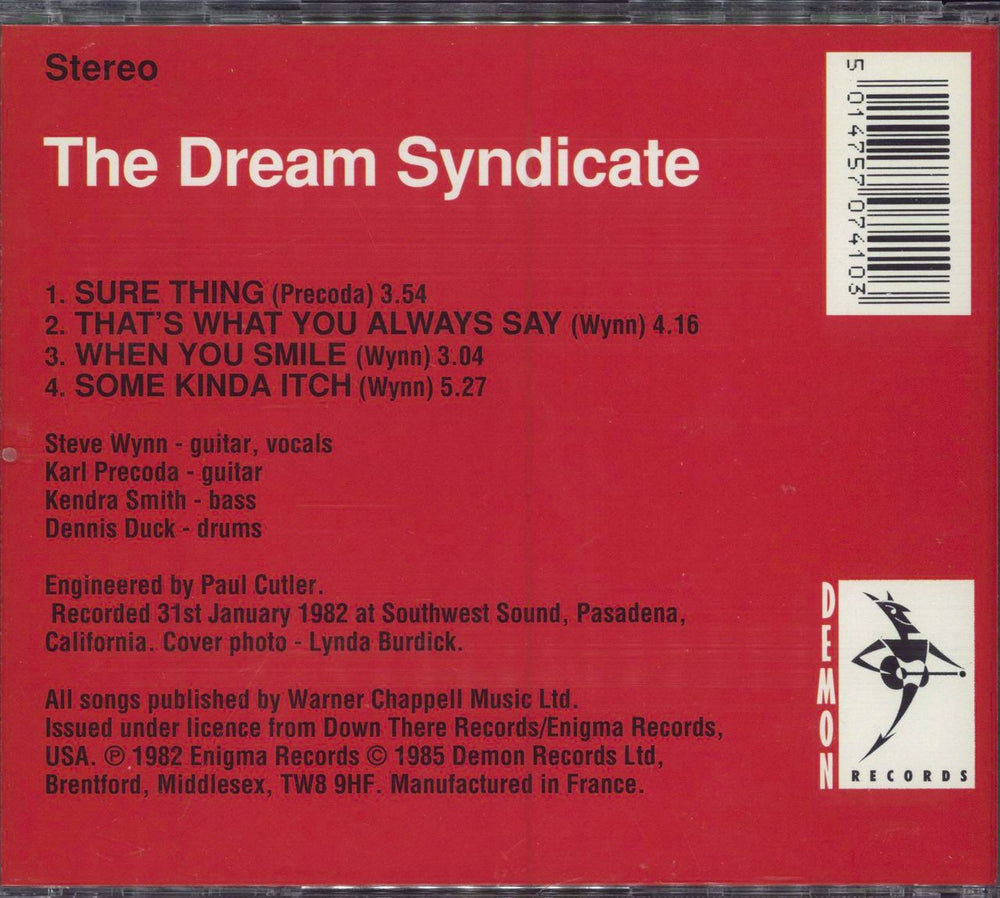 Stereo
The Dream Syndicate
1. SURE THING (Precoda) 3.54
2. THAT'S WHAT YOU ALWAYS SAY (Wynn) 4.16
3. WHEN YOU SMILE (Wynn) 3.04
4. SOME KINDA ITCH (Wynn) 5.27
Steve Wynn - guitar, vocals
Karl Precoda - guitar
Kendra Smith - bass
Dennis Duck - drums
Engineered by Paul Cutler.
Recorded 31st January 1982 at Southwest Sound, Pasadena,
California. Cover photo - Lynda Burdick.
All songs published by Warner Chappell Music Ltd.
Issued under licence from Down There Records/Enigma Records,
USA. ℗ 1982 Enigma Records © 1985 Demon Records Ltd,
Brentford, Middlesex, TW8 9HF. Manufactured in France.
5 014757 074103
DEMON
RECORDS